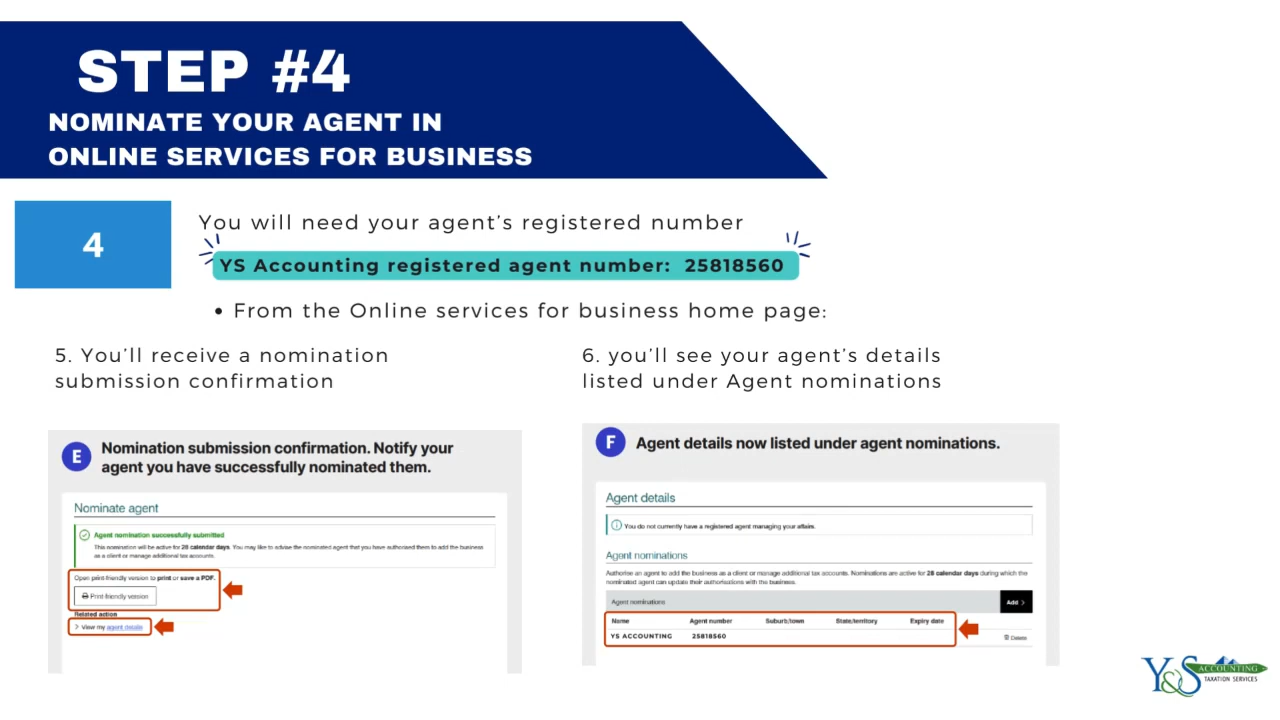 STEP #4
NOMINATE YOUR AGENT IN
ONLINE SERVICES FOR BUSINESS
4
You will need your agent's registered number
YS Accounting registered agent number: 25818560
• From the Online services for business home page:
5. You'll receive a nomination
submission confirmation
6. you'll see your agent's details
listed under Agent nominations
E
Nomination submission confirmation. Notify your
agent you have successfully nominated them.
Nominate agent
Agent nomination successfully submitted
This nomination will be active for 28 calendar days. You may like to advise the nominated agent that you have authorised them to add the business
as a client or manage additional tax accounts.
Open print-friendly version to print or save a PDF.
Print-friendly version
Related action
View my agent details
F
Agent details now listed under agent nominations.
Agent details
You do not currently have a registered agent managing your affairs.
Agent nominations
Authorise an agent to add the business as a client or manage additional tax accounts. Nominations are active for 28 calendar days during which the
nominated agent can update their authorisations with the business.
Agent nominations
Add >
Name Agent number Suburb/town State/territory Expiry date
YS ACCOUNTING 25818560
Delete
Y&S ACCOUNTING
TAXATION SERVICES